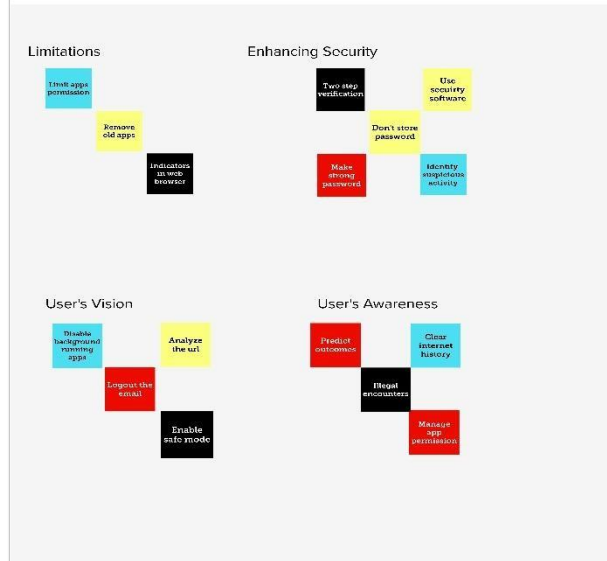 Limitations
Limit apps
permission
Remove
old apps
Indicators
in web
browser
Enhancing Security
Two step
verification
Use
secuirty
software
Don't store
password
Make
strong
password
Identify
suspicious
activity
User's Vision
Disable
background
running
apps
Analyze
the url
Logout the
email
Enable
safe mode
User's Awareness
Predict
outcomes
Clear
internet
history
Illegal
encounters
Manage
app
permission